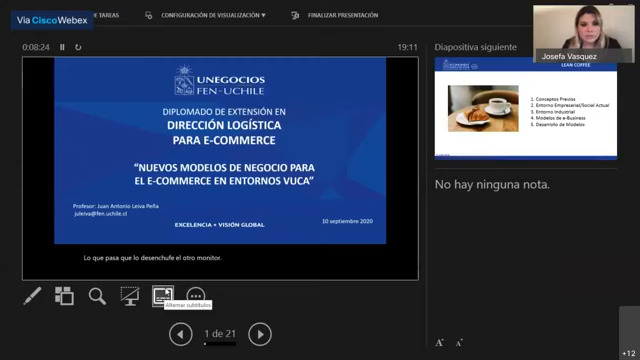 Vía CiscoWebex
DE TAREAS
CONFIGURACIÓN DE VISUALIZACIÓN ▾
FINALIZAR PRESENTACIÓN
0:08:24
19:11
UNEGOCIOS
FEN-UCHILE
DIPLOMADO DE EXTENSIÓN EN
DIRECCIÓN LOGÍSTICA
PARA E-COMMERCE
"NUEVOS MODELOS DE NEGOCIO PARA
EL E-COMMERCE EN ENTORNOS VUCA"
Profesor: Juan Antonio Leiva Peña
juleiva@fen.uchile.cl
10 septiembre 2020
EXCELENCIA + VISIÓN GLOBAL
Lo que pasa que lo desenchufe el otro monitor.
Alternar subtítulos
1 de 21
Diapositiva siguiente
Josefa Vasquez
LEAN COFFEE
1. Conceptos Previos
2. Entorno Empresarial/Social Actual
3. Entorno Industrial
4. Modelos de e-Business
5. Desarrollo de Modelos
No hay ninguna nota.
A A
+12